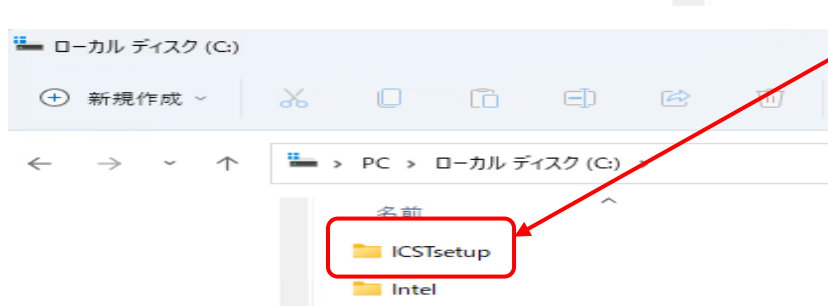 ローカル ディスク (C:)
新規作成
PC > ローカル ディスク (C:) >
名前
ICSTsetup
Intel